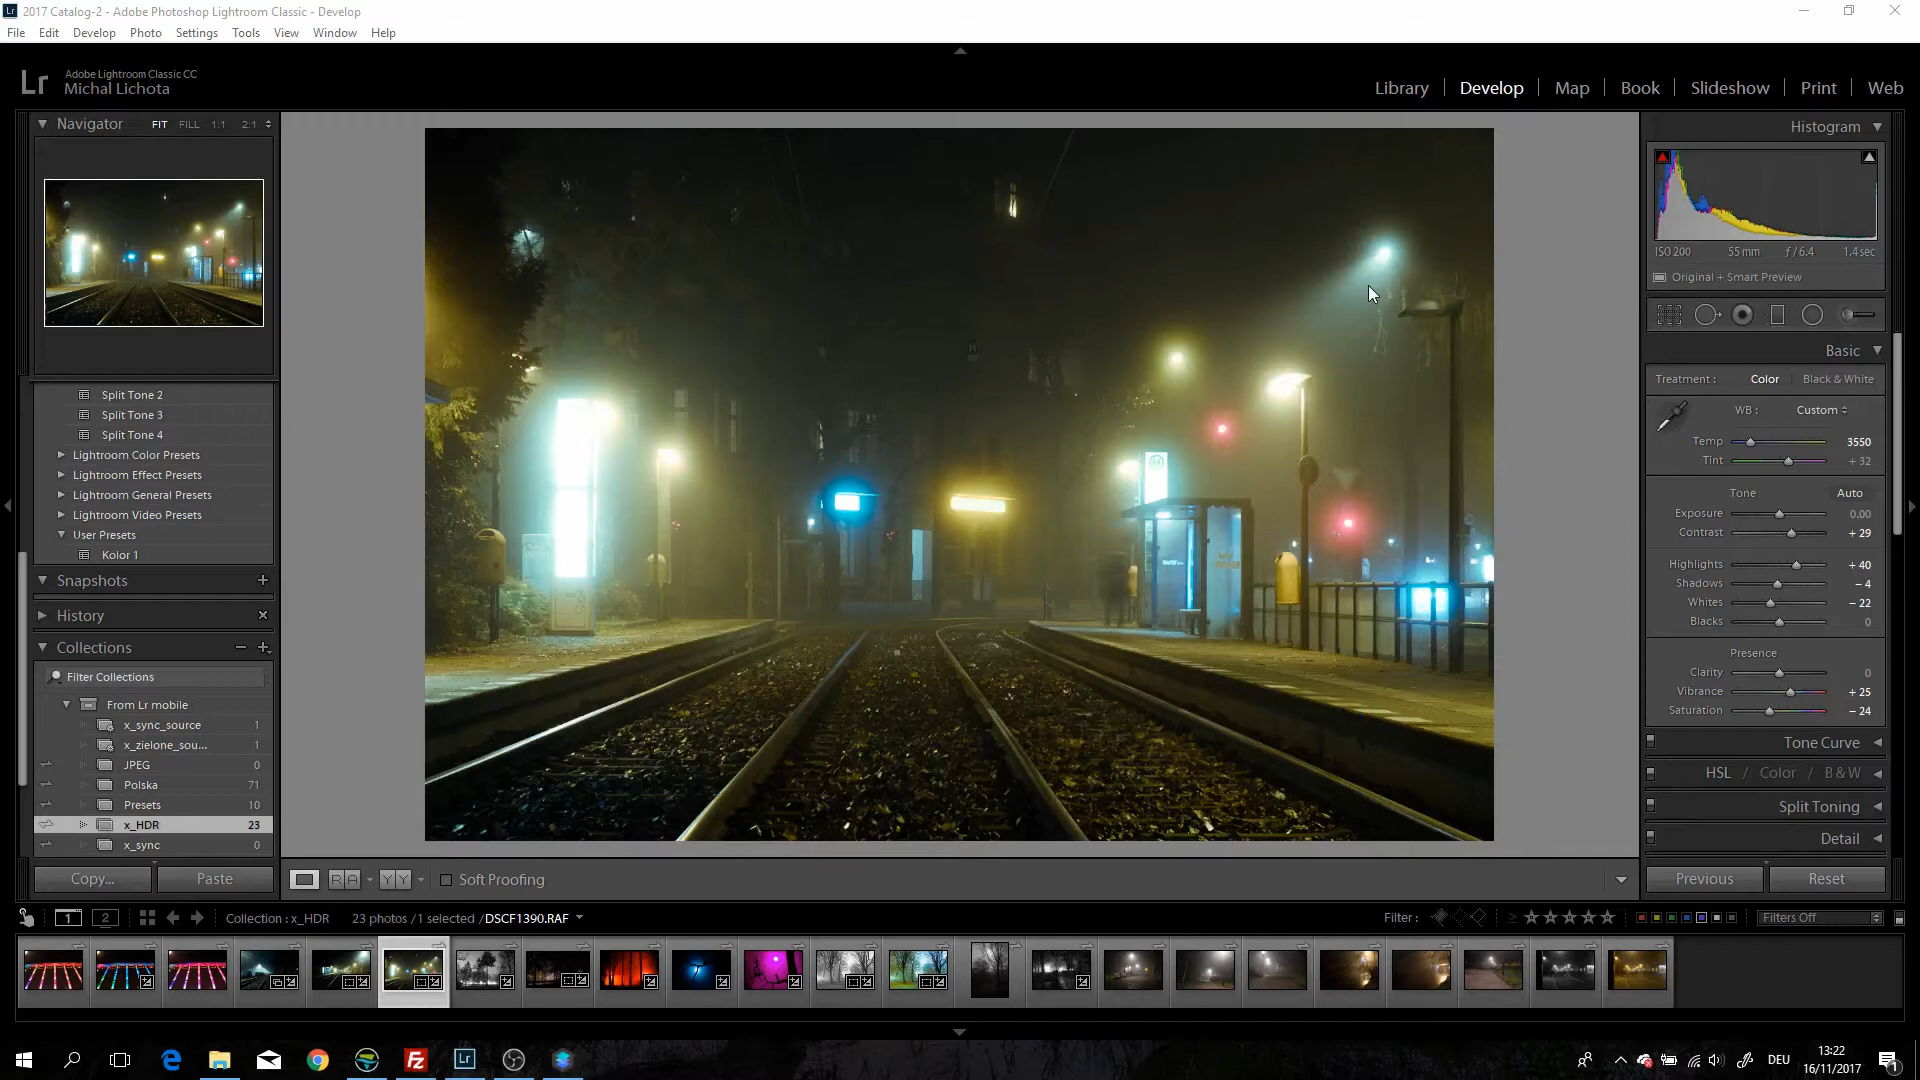 Lr 2017 Catalog-2 - Adobe Photoshop Lightroom Classic - Develop
File Edit Develop Photo Settings Tools View Window Help
Lr Adobe Lightroom Classic CC
Michal Lichota
Library Develop Map Book Slideshow Print Web
Navigator FIT FILL 1:1 2:1
Split Tone 2
Split Tone 3
Split Tone 4
Lightroom Color Presets
Lightroom Effect Presets
Lightroom General Presets
Lightroom Video Presets
User Presets
Kolor 1
Snapshots
History
Collections
Filter Collections
From Lr mobile
x_sync_source 1
x_zielone_sou... 1
JPEG 0
Polska 71
Presets 10
x_HDR 23
x_sync 0
Copy... Paste
H
Histogram
ISO 200 55 mm ƒ / 6.4 1.4 sec
Original + Smart Preview
Basic
Treatment : Color Black & White
WB : Custom
Temp 3550
Tint + 32
Tone Auto
Exposure 0.00
Contrast + 29
Highlights + 40
Shadows – 4
Whites – 22
Blacks 0
Presence
Clarity 0
Vibrance + 25
Saturation – 24
Tone Curve
HSL / Color / B & W
Split Toning
Detail
Previous Reset
R A Y Y Soft Proofing
1 2 Collection : x_HDR 23 photos / 1 selected / DSCF1390.RAF Filter : ≥ Filters Off
Fz Lr DEU 13:22
16/11/2017
1